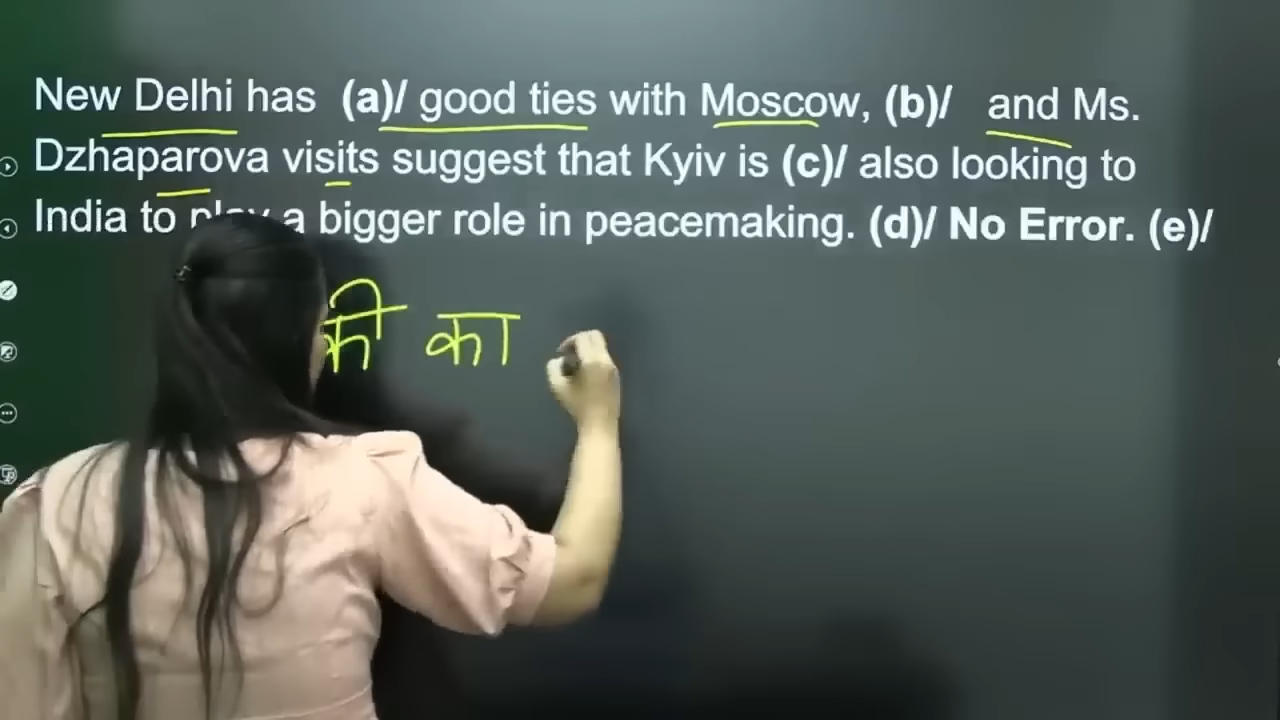 New Delhi has (a)/ good ties with Moscow, (b)/ and Ms.
Dzhaparova visits suggest that Kyiv is (c)/ also looking to
India to play a bigger role in peacemaking. (d)/ No Error. (e)/
की का